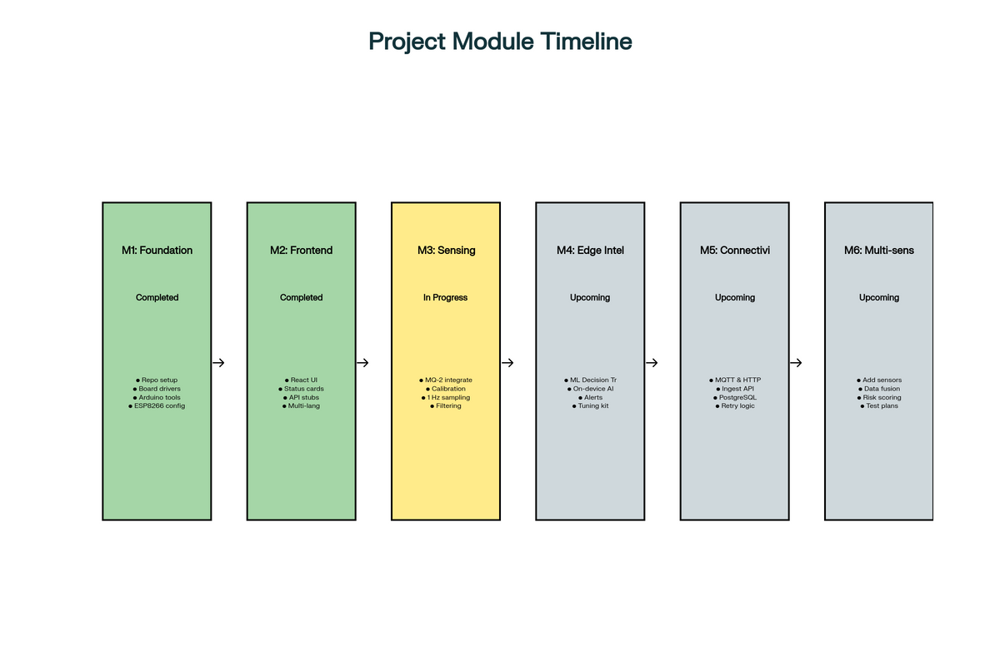 Project Module Timeline
M1: Foundation
Completed
● Repo setup
● Board drivers
● Arduino tools
● ESP8266 config
→
M2: Frontend
Completed
● React UI
● Status cards
● API stubs
● Multi-lang
→
M3: Sensing
In Progress
● MQ-2 integrate
● Calibration
● 1 Hz sampling
● Filtering
→
M4: Edge Intel
Upcoming
● ML Decision Tr
● On-device AI
● Alerts
● Tuning kit
→
M5: Connectivi
Upcoming
● MQTT & HTTP
● Ingest API
● PostgreSQL
● Retry logic
→
M6: Multi-sens
Upcoming
● Add sensors
● Data fusion
● Risk scoring
● Test plans